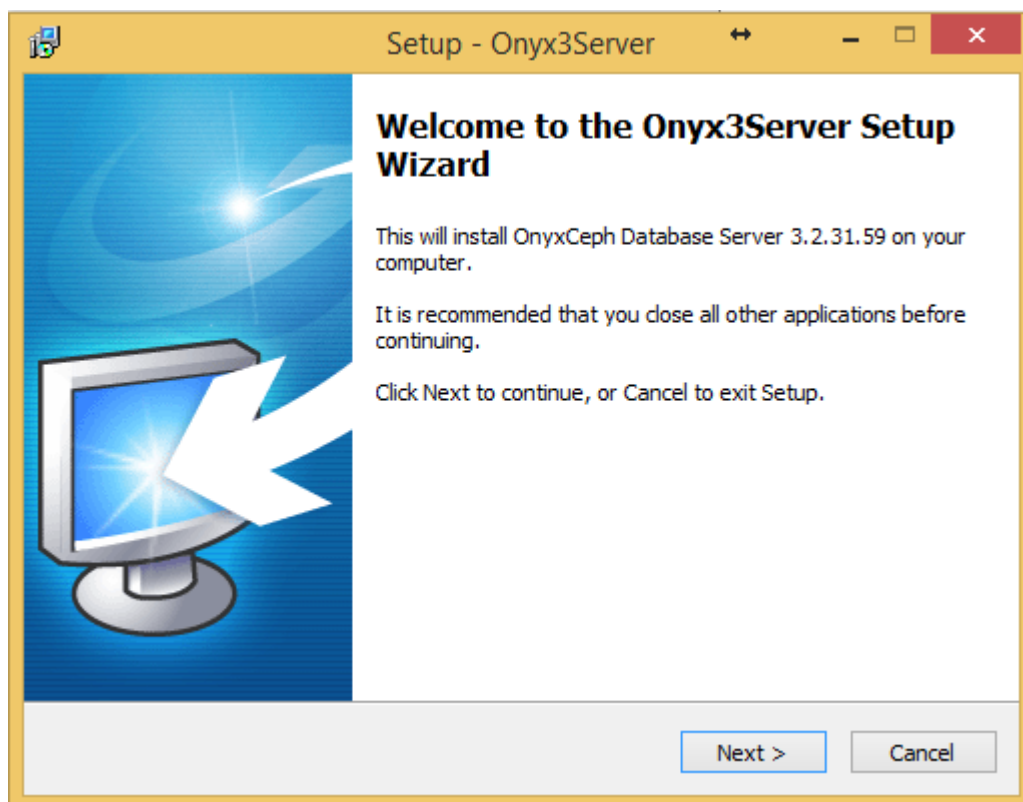 Setup - Onyx3Server
Welcome to the Onyx3Server Setup
Wizard
This will install OnyxCeph Database Server 3.2.31.59 on your
computer.
It is recommended that you close all other applications before
continuing.
Click Next to continue, or Cancel to exit Setup.
Next >
Cancel